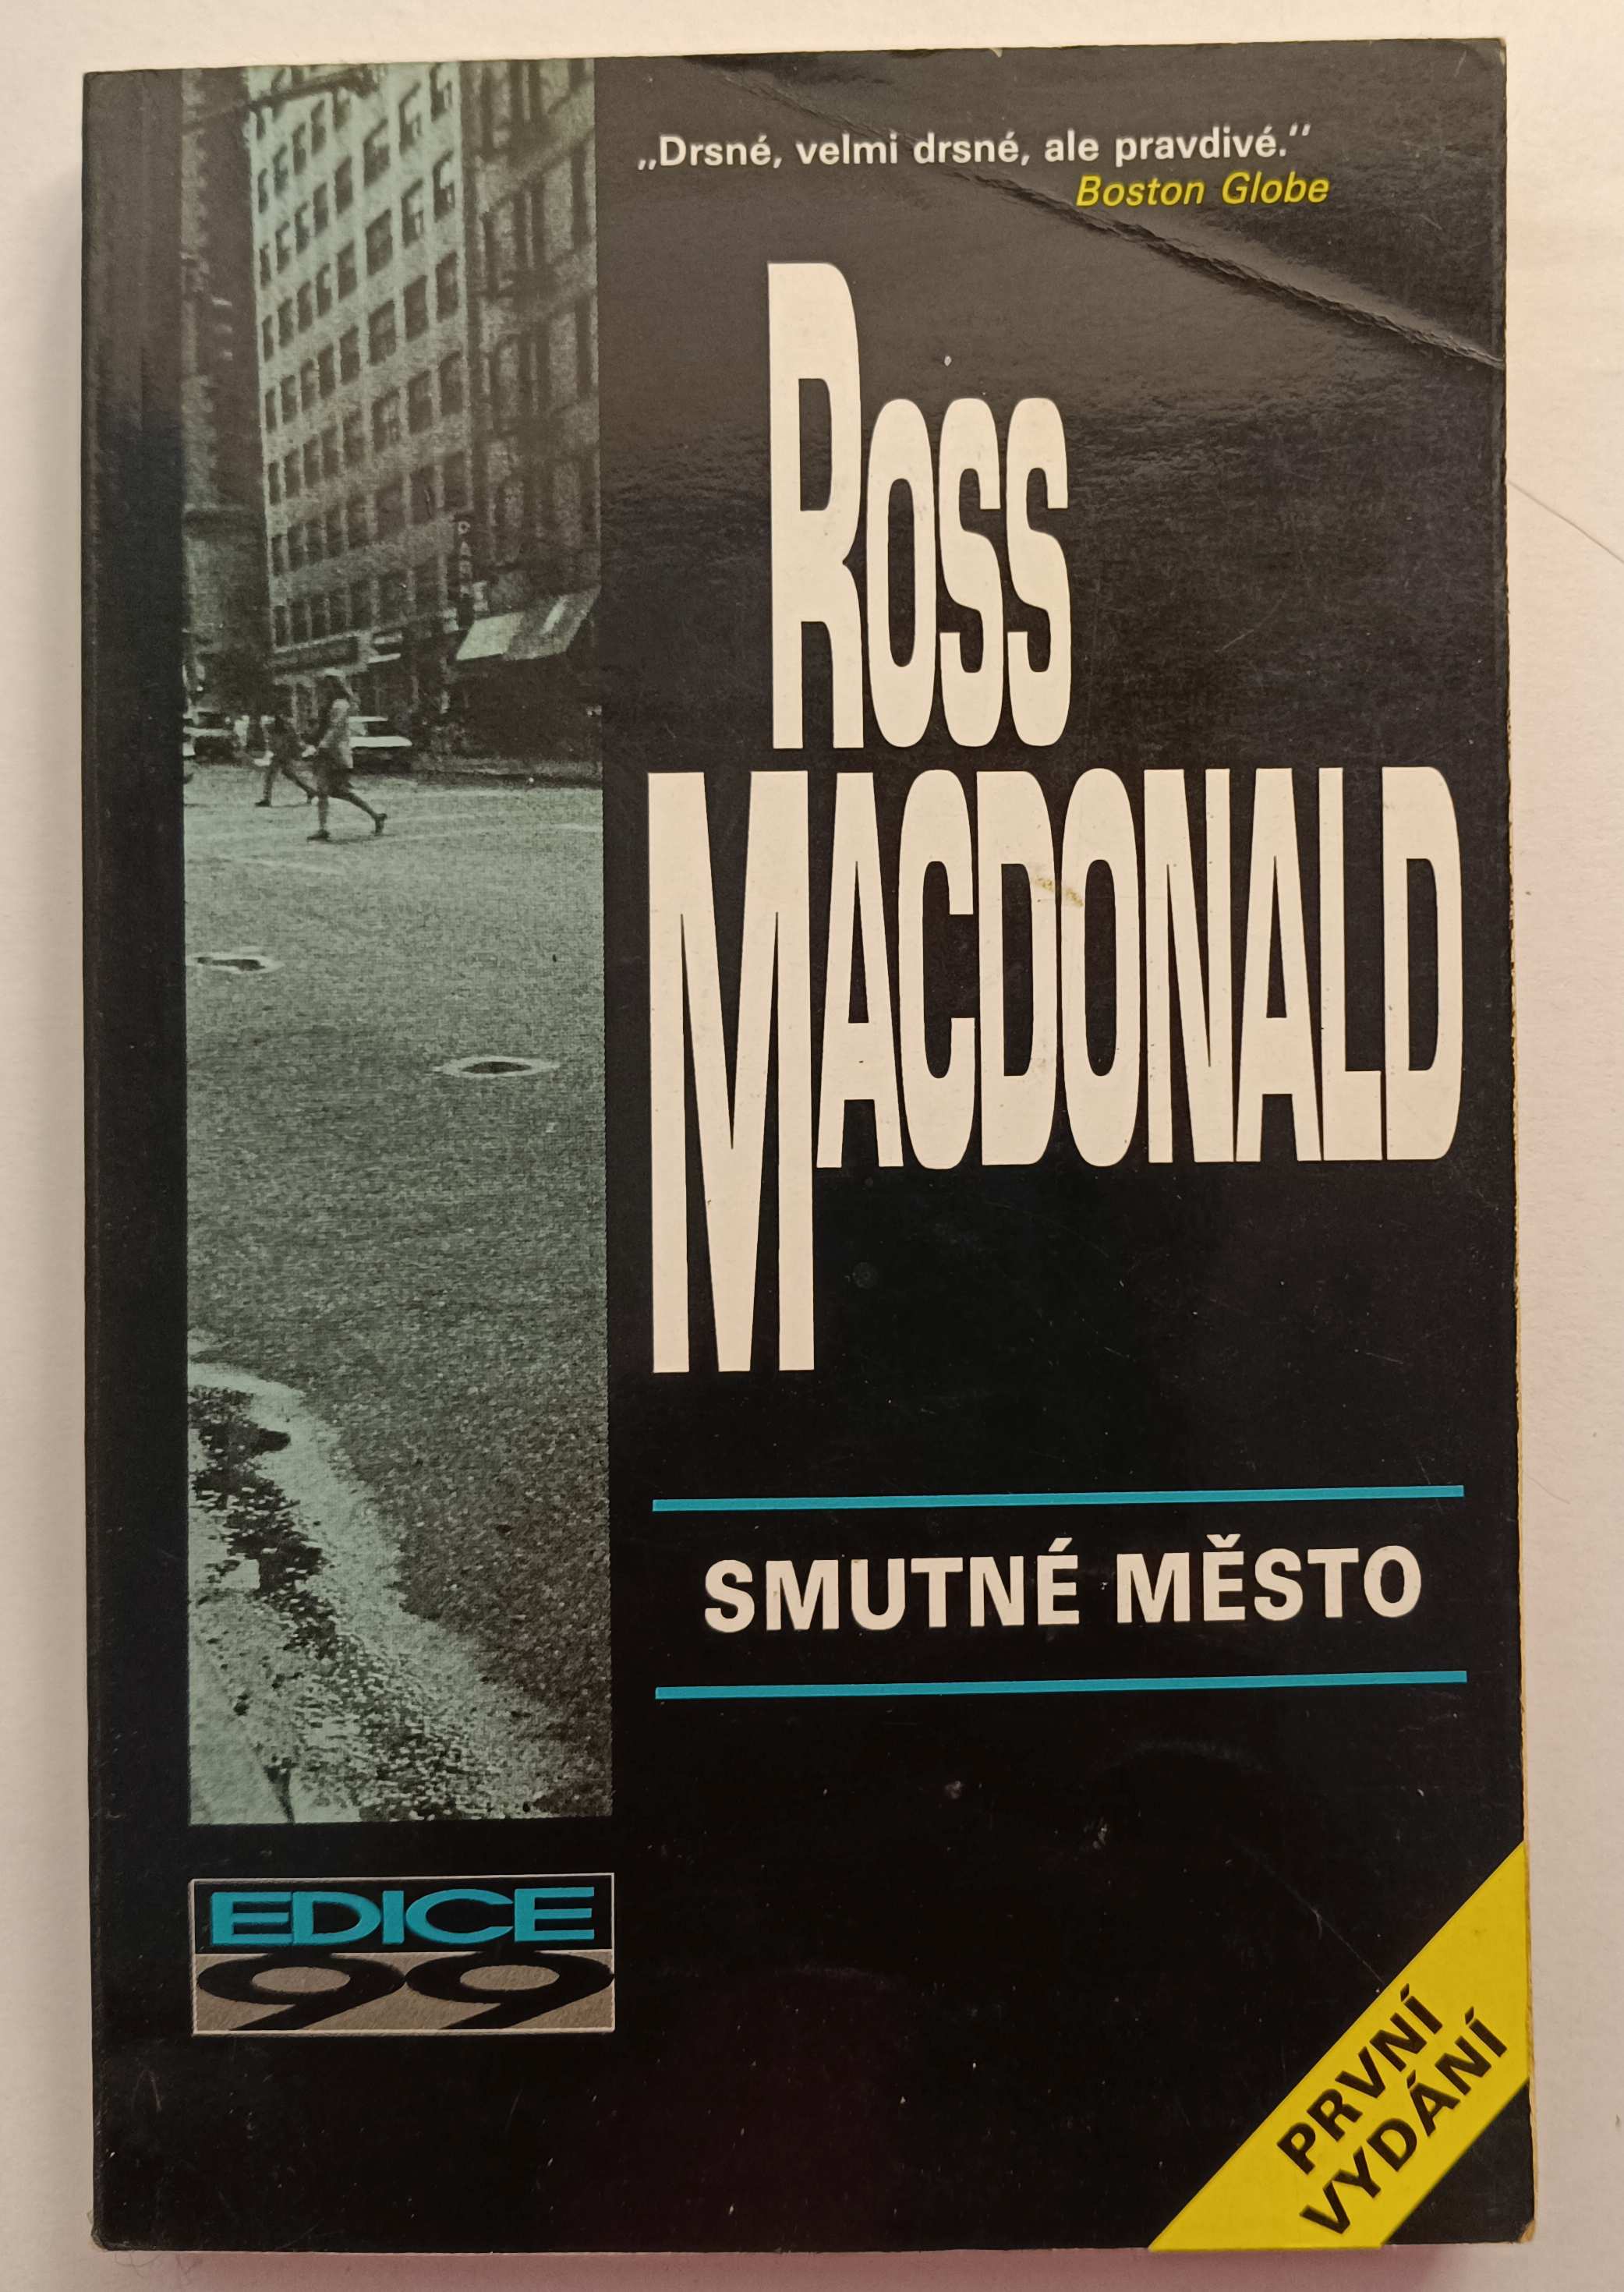 „Drsné, velmi drsné, ale pravdivé."
Boston Globe
ROSS
MACDONALD
SMUTNÉ MĚSTO
EDICE
99
PRVNÍ
VYDÁNÍ